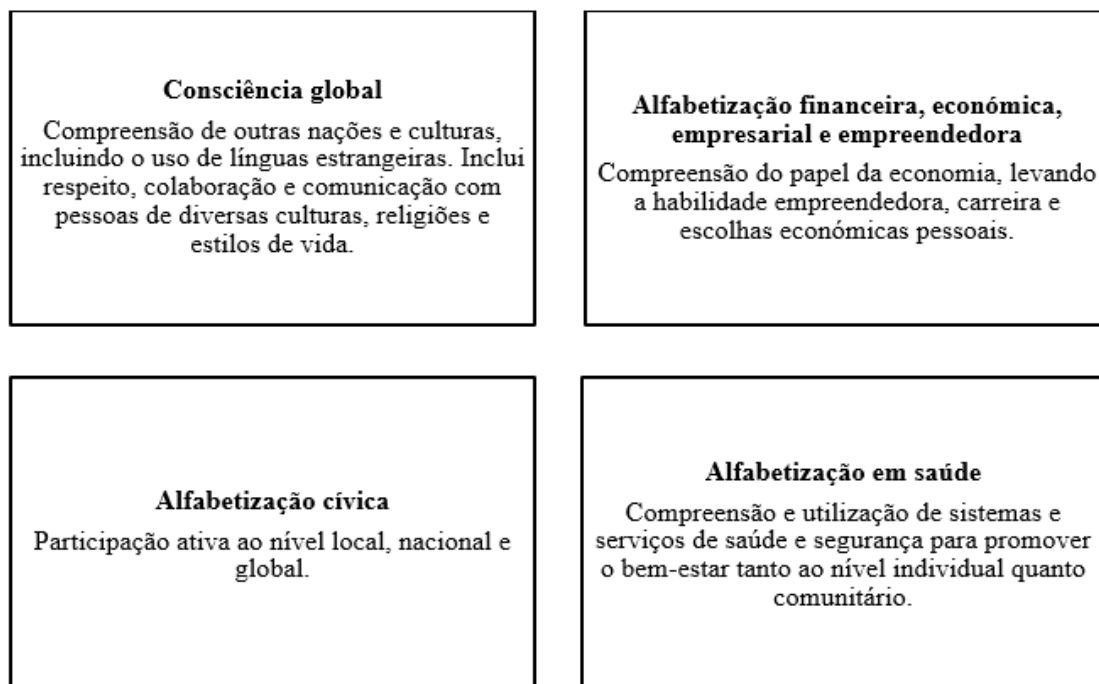 Consciência global
Compreensão de outras nações e culturas,
incluindo o uso de línguas estrangeiras. Inclui
respeito, colaboração e comunicação com
pessoas de diversas culturas, religiões e
estilos de vida.
Alfabetização financeira, económica,
empresarial e empreendedora
Compreensão do papel da economia, levando
a habilidade empreendedora, carreira e
escolhas económicas pessoais.
Alfabetização cívica
Participação ativa ao nível local, nacional e
global.
Alfabetização em saúde
Compreensão e utilização de sistemas e
serviços de saúde e segurança para promover
o bem-estar tanto ao nível individual quanto
comunitário.